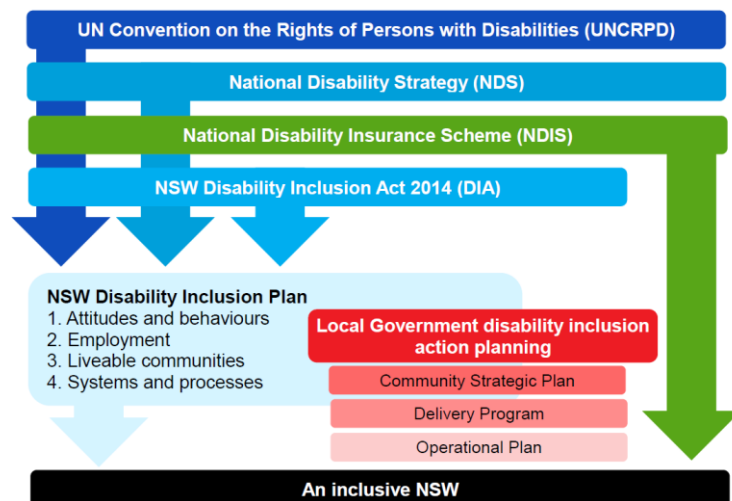 UN Convention on the Rights of Persons with Disabilities (UNCRPD)
National Disability Strategy (NDS)
National Disability Insurance Scheme (NDIS)
NSW Disability Inclusion Act 2014 (DIA)
NSW Disability Inclusion Plan
1. Attitudes and behaviours
2. Employment
3. Liveable communities
4. Systems and processes
Local Government disability inclusion
action planning
Community Strategic Plan
Delivery Program
Operational Plan
An inclusive NSW